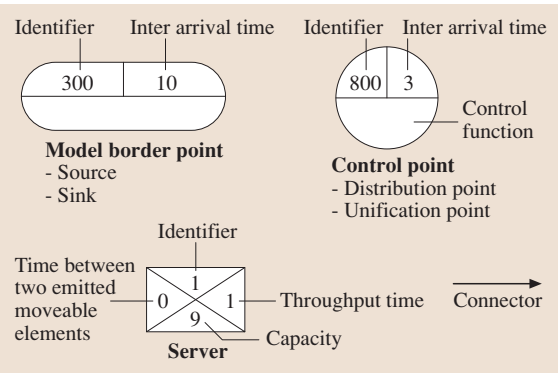 Identifier
Inter arrival time
300
10
Model border point
- Source
- Sink
Identifier
Inter arrival time
800
3
Control
function
Control point
- Distribution point
- Unification point
Identifier
Time between
two emitted
moveable
elements
1
0
1
9
Throughput time
Capacity
Server
Connector